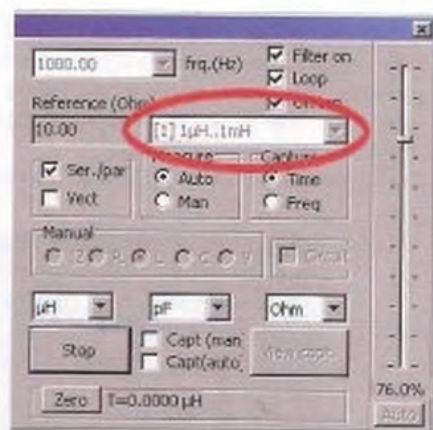 1000.00 frq.(Hz) Filter on
Loop
Reference (Ohm)
10.00 [1] 1µH..1mH
Measure Capture
Ser./par Auto Time
Vect Man Freq
Manual
Z R L C V
µH pF Ohm
Stop Capt (man)
Capt(auto) View capt.
Zero T=0.0000 µH 76.0%
Auto